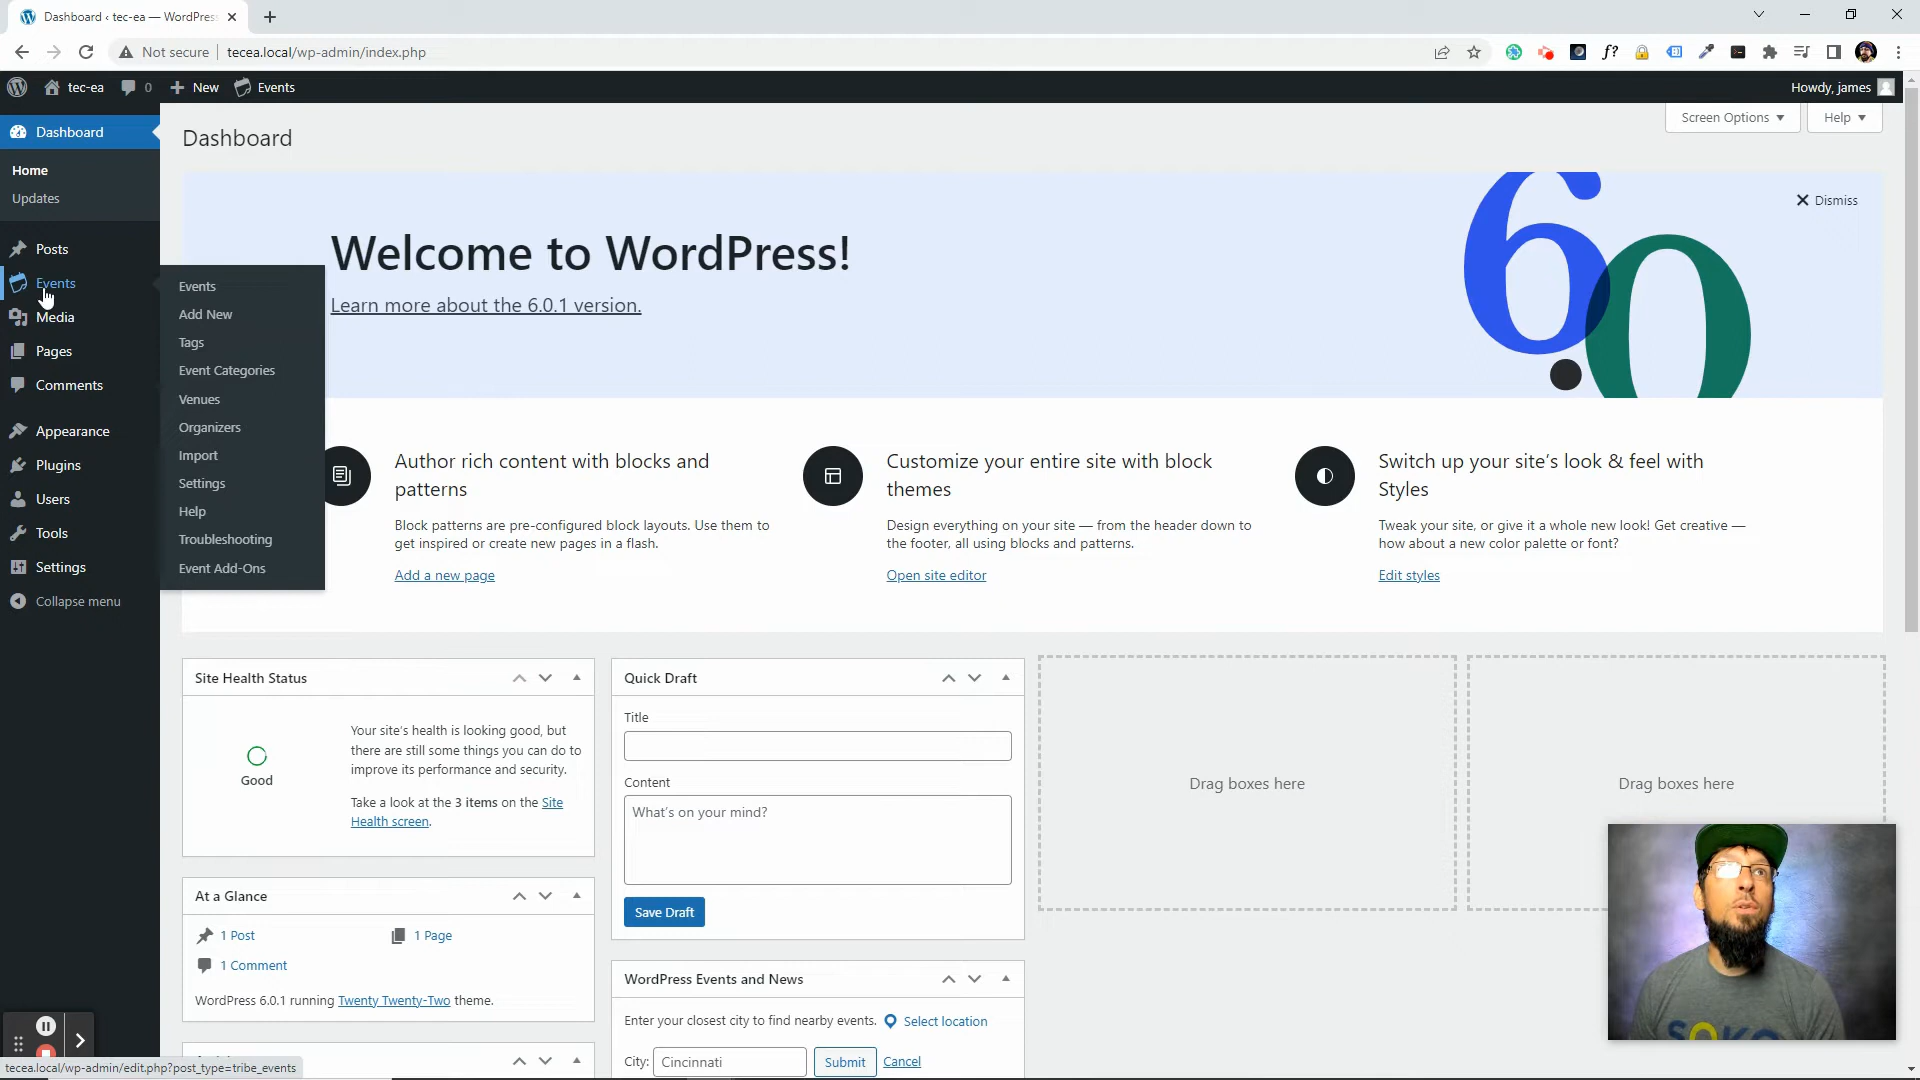 Dashboard ‹ tec-ea — WordPress
Not secure
tecea.local/wp-admin/index.php
f?
tec-ea
0
New
Events
Howdy, james
Dashboard
Home
Updates
Posts
Events
Media
Pages
Comments
Appearance
Plugins
Users
Tools
Settings
Collapse menu
Events
Add New
Tags
Event Categories
Venues
Organizers
Import
Settings
Help
Troubleshooting
Event Add-Ons
Dashboard
Screen Options
Help
Welcome to WordPress!
Learn more about the 6.0.1 version.
6.0
Dismiss
Author rich content with blocks and
patterns
Block patterns are pre-configured block layouts. Use them to
get inspired or create new pages in a flash.
Add a new page
Customize your entire site with block
themes
Design everything on your site — from the header down to
the footer, all using blocks and patterns.
Open site editor
Switch up your site’s look & feel with
Styles
Tweak your site, or give it a whole new look! Get creative —
how about a new color palette or font?
Edit styles
Site Health Status
Good
Your site’s health is looking good, but
there are still some things you can do to
improve its performance and security.
Take a look at the 3 items on the Site
Health screen.
At a Glance
1 Post
1 Page
1 Comment
WordPress 6.0.1 running Twenty Twenty-Two theme.
Quick Draft
Title
Content
What’s on your mind?
Save Draft
WordPress Events and News
Enter your closest city to find nearby events.
Select location
City:
Cincinnati
Submit
Cancel
Drag boxes here
Drag boxes here
tecea.local/wp-admin/edit.php?post_type=tribe_events